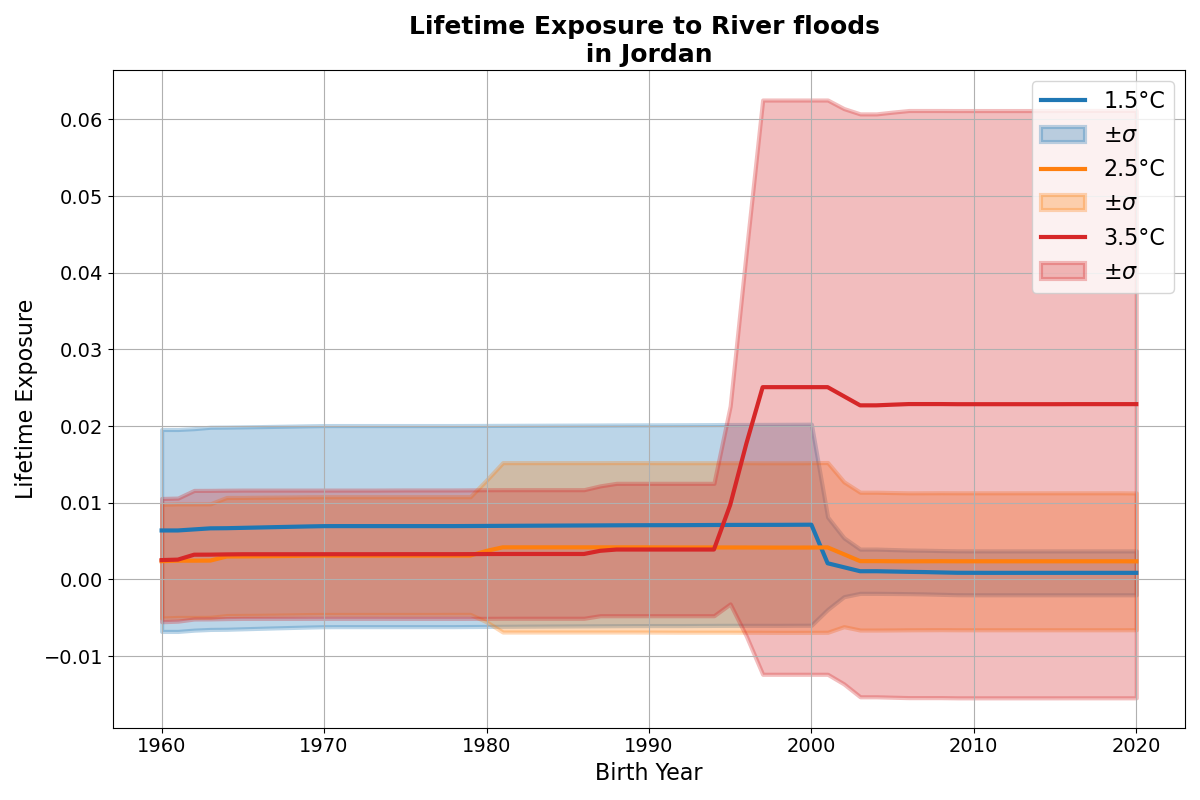 Lifetime Exposure to River floods
in Jordan
Lifetime Exposure
0.06
0.05
0.04
0.03
0.02
0.01
0.00
−0.01
1960
1970
1980
1990
2000
2010
2020
Birth Year
1.5°C
±σ
2.5°C
±σ
3.5°C
±σ